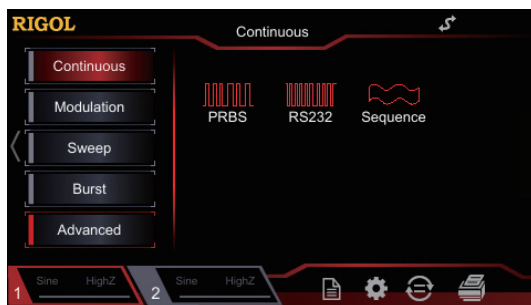 RIGOL
Continuous
Continuous
Modulation
Sweep
Burst
Advanced
PRBS
RS232
Sequence
1
Sine
HighZ
2
Sine
HighZ